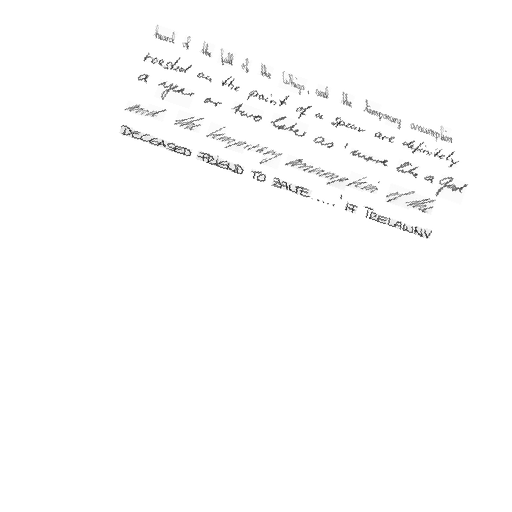 heard of the fall of the Whigs, and the temporary assumption
roasted on the point of a spear are definitely
a year or two later as 'more like a great
and the temporary assumption of the
DECEASED FRIEND TO SALTE.....' IF TRELAWNY